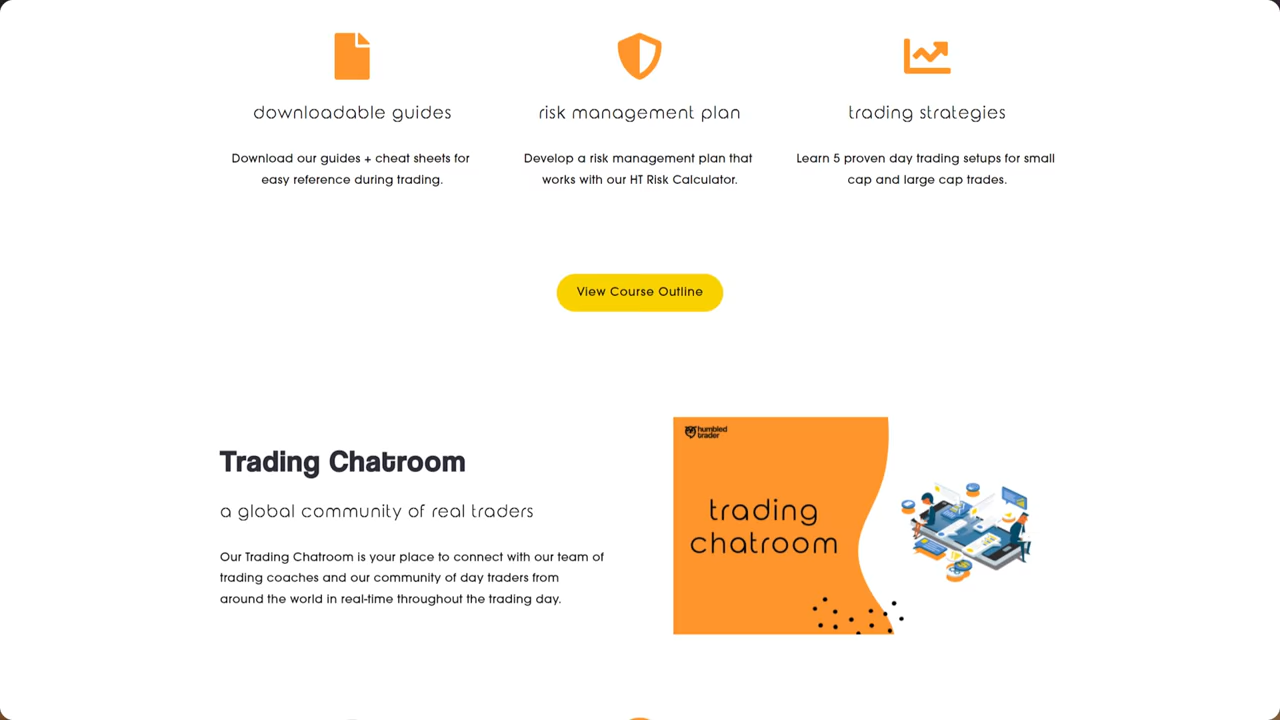 downloadable guides
risk management plan
trading strategies
Download our guides + cheat sheets for
easy reference during trading.
Develop a risk management plan that
works with our HT Risk Calculator.
Learn 5 proven day trading setups for small
cap and large cap trades.
View Course Outline
Trading Chatroom
a global community of real traders
Our Trading Chatroom is your place to connect with our team of
trading coaches and our community of day traders from
around the world in real-time throughout the trading day.
humbled
trader
trading
chatroom